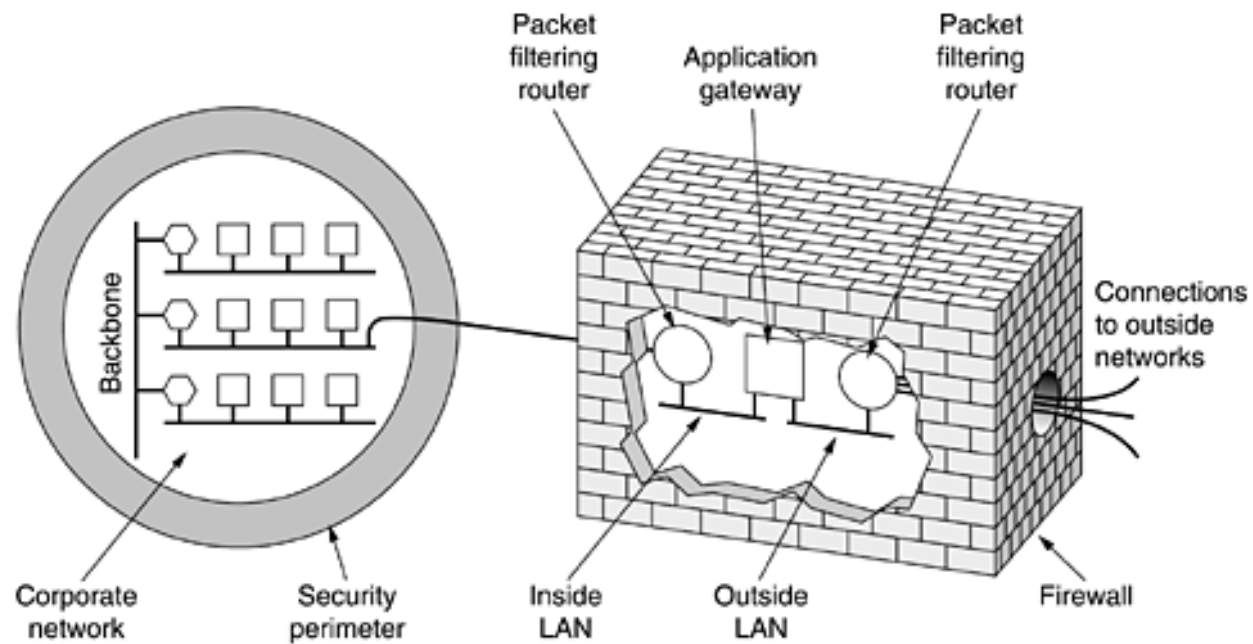 Packet
filtering
router
Application
gateway
Packet
filtering
router
Backbone
Connections
to outside
networks
Corporate
network
Security
perimeter
Inside
LAN
Outside
LAN
Firewall